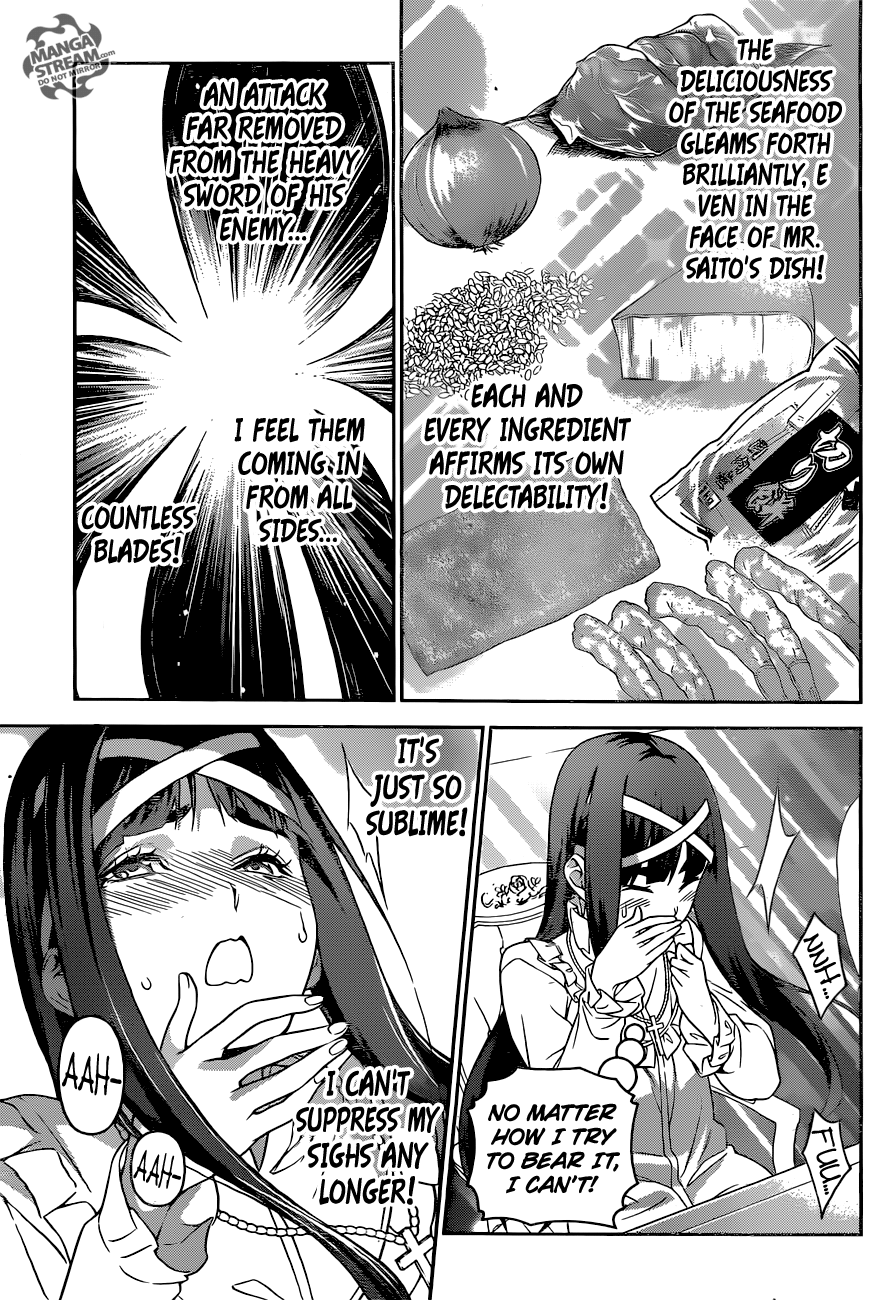 MANGA
STREAM.com
DO NOT MIRROR
THE
DELICIOUSNESS
OF THE SEAFOOD
GLEAMS FORTH
BRILLIANTLY, E
VEN IN THE
FACE OF MR.
SAITO'S DISH!
EACH AND
EVERY INGREDIENT
AFFIRMS ITS OWN
DELECTABILITY!
AN ATTACK
FAR REMOVED
FROM THE HEAVY
SWORD OF HIS
ENEMY...
I FEEL THEM
COMING IN
FROM ALL
SIDES...
COUNTLESS
BLADES!
NNH...
FUU...
NO MATTER
HOW I TRY
TO BEAR IT,
I CAN'T!
IT'S
JUST SO
SUBLIME!
I CAN'T
SUPPRESS MY
SIGHS ANY
LONGER!
AAH-
AAH-